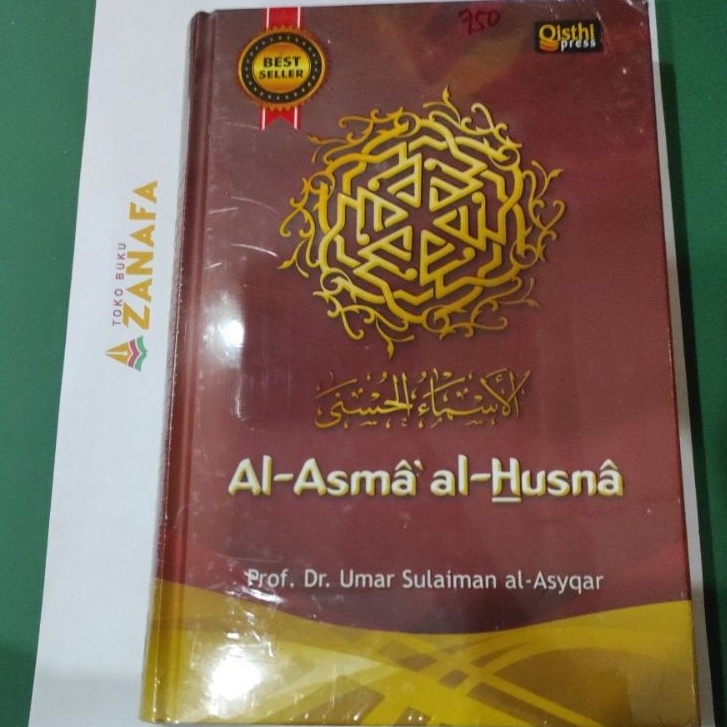 750
Qisthi
press
BEST
SELLER
TOKO BUKU
ZANAFA
الأسماء الحسنى
Al-Asmâ` al-H̲usnâ
Prof. Dr. Umar Sulaiman al-Asyqar